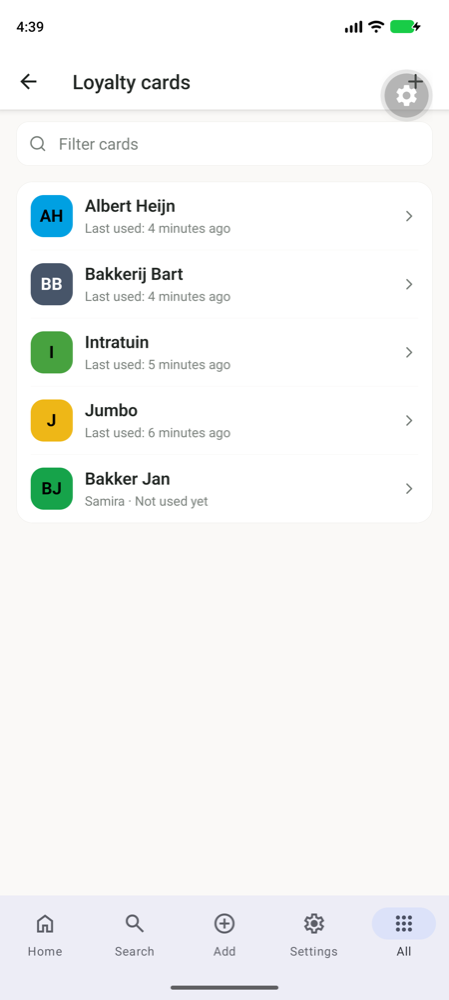 4:39
Loyalty cards
Filter cards
AH
Albert Heijn
Last used: 4 minutes ago
BB
Bakkerij Bart
Last used: 4 minutes ago
I
Intratuin
Last used: 5 minutes ago
J
Jumbo
Last used: 6 minutes ago
BJ
Bakker Jan
Samira · Not used yet
Home
Search
Add
Settings
All